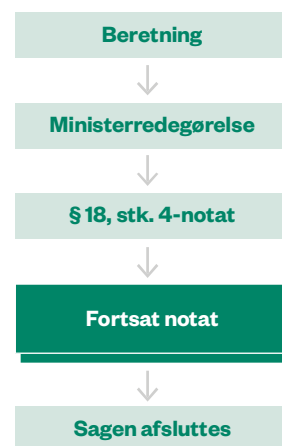 Beretning
Ministerredegørelse
§ 18, stk. 4-notat
Fortsat notat
Sagen afsluttes